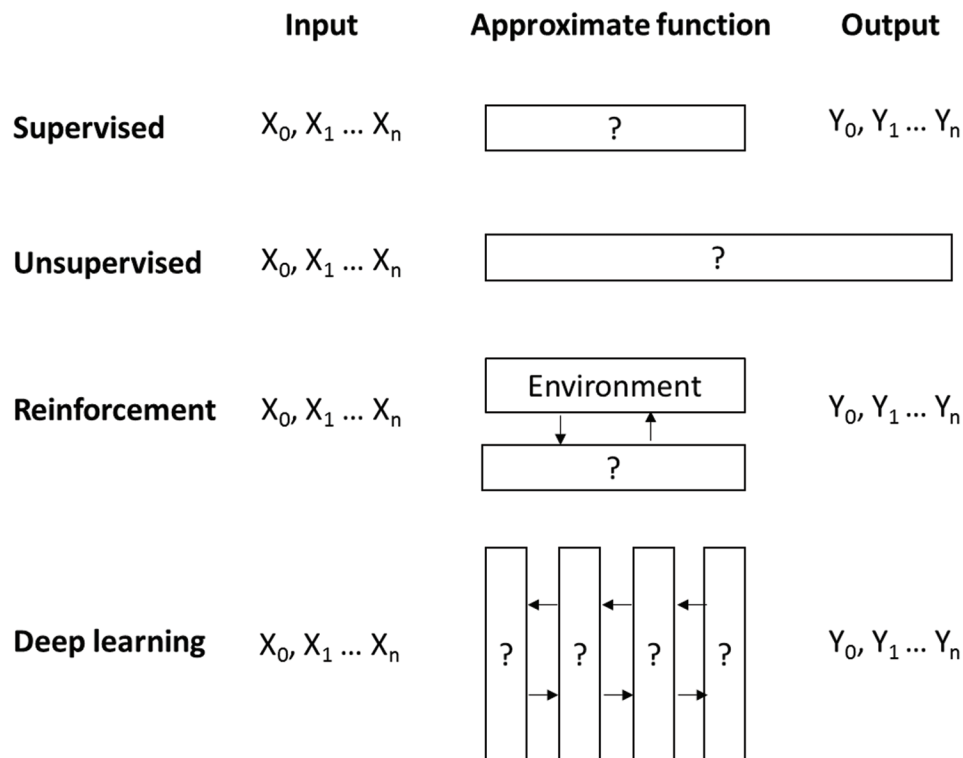 Input Approximate function Output
Supervised X₀, X₁ ... Xₙ ? Y₀, Y₁ ... Yₙ
Unsupervised X₀, X₁ ... Xₙ ?
Environment
Reinforcement X₀, X₁ ... Xₙ Y₀, Y₁ ... Yₙ
?
Deep learning X₀, X₁ ... Xₙ ? ? ? ? Y₀, Y₁ ... Yₙ